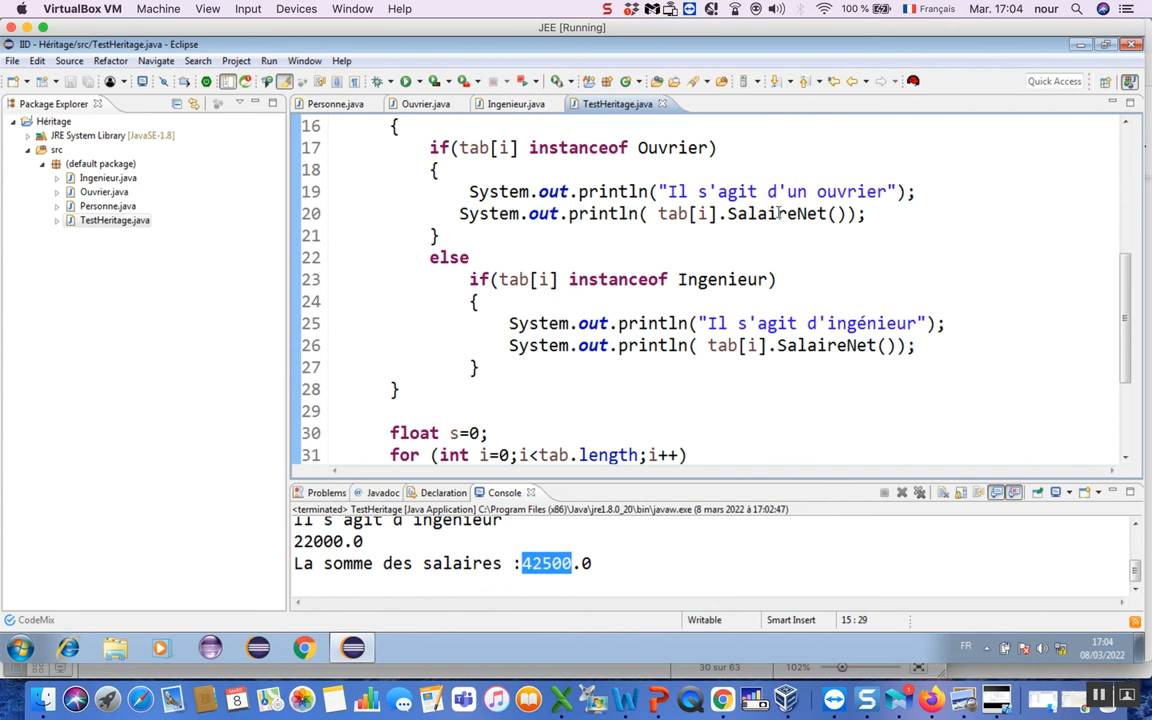 VirtualBox VM Machine View Input Devices Window Help 100 % Français Mar. 17:04 nour
JEE [Running]
IID - Héritage/src/TestHeritage.java - Eclipse
File Edit Source Refactor Navigate Search Project Run Window Help
Quick Access
Package Explorer
Personne.java Ouvrier.java Ingenieur.java TestHeritage.java
Héritage
JRE System Library [JavaSE-1.8]
src
(default package)
Ingenieur.java
Ouvrier.java
Personne.java
TestHeritage.java
16 {
17 if(tab[i] instanceof Ouvrier)
18 {
19 System.out.println("Il s'agit d'un ouvrier");
20 System.out.println( tab[i].SalaireNet());
21 }
22 else
23 if(tab[i] instanceof Ingenieur)
24 {
25 System.out.println("Il s'agit d'ingénieur");
26 System.out.println( tab[i].SalaireNet());
27 }
28 }
29
30 float s=0;
31 for (int i=0;i<tab.length;i++)
Problems Javadoc Declaration Console
<terminated> TestHeritage [Java Application] C:\Program Files (x86)\Java\jre1.8.0_20\bin\javaw.exe (8 mars 2022 à 17:02:47)
Il s'agit d'ingénieur
22000.0
La somme des salaires :42500.0
CodeMix
Writable Smart Insert 15 : 29
FR 17:04
08/03/2022
30 sur 63 102%